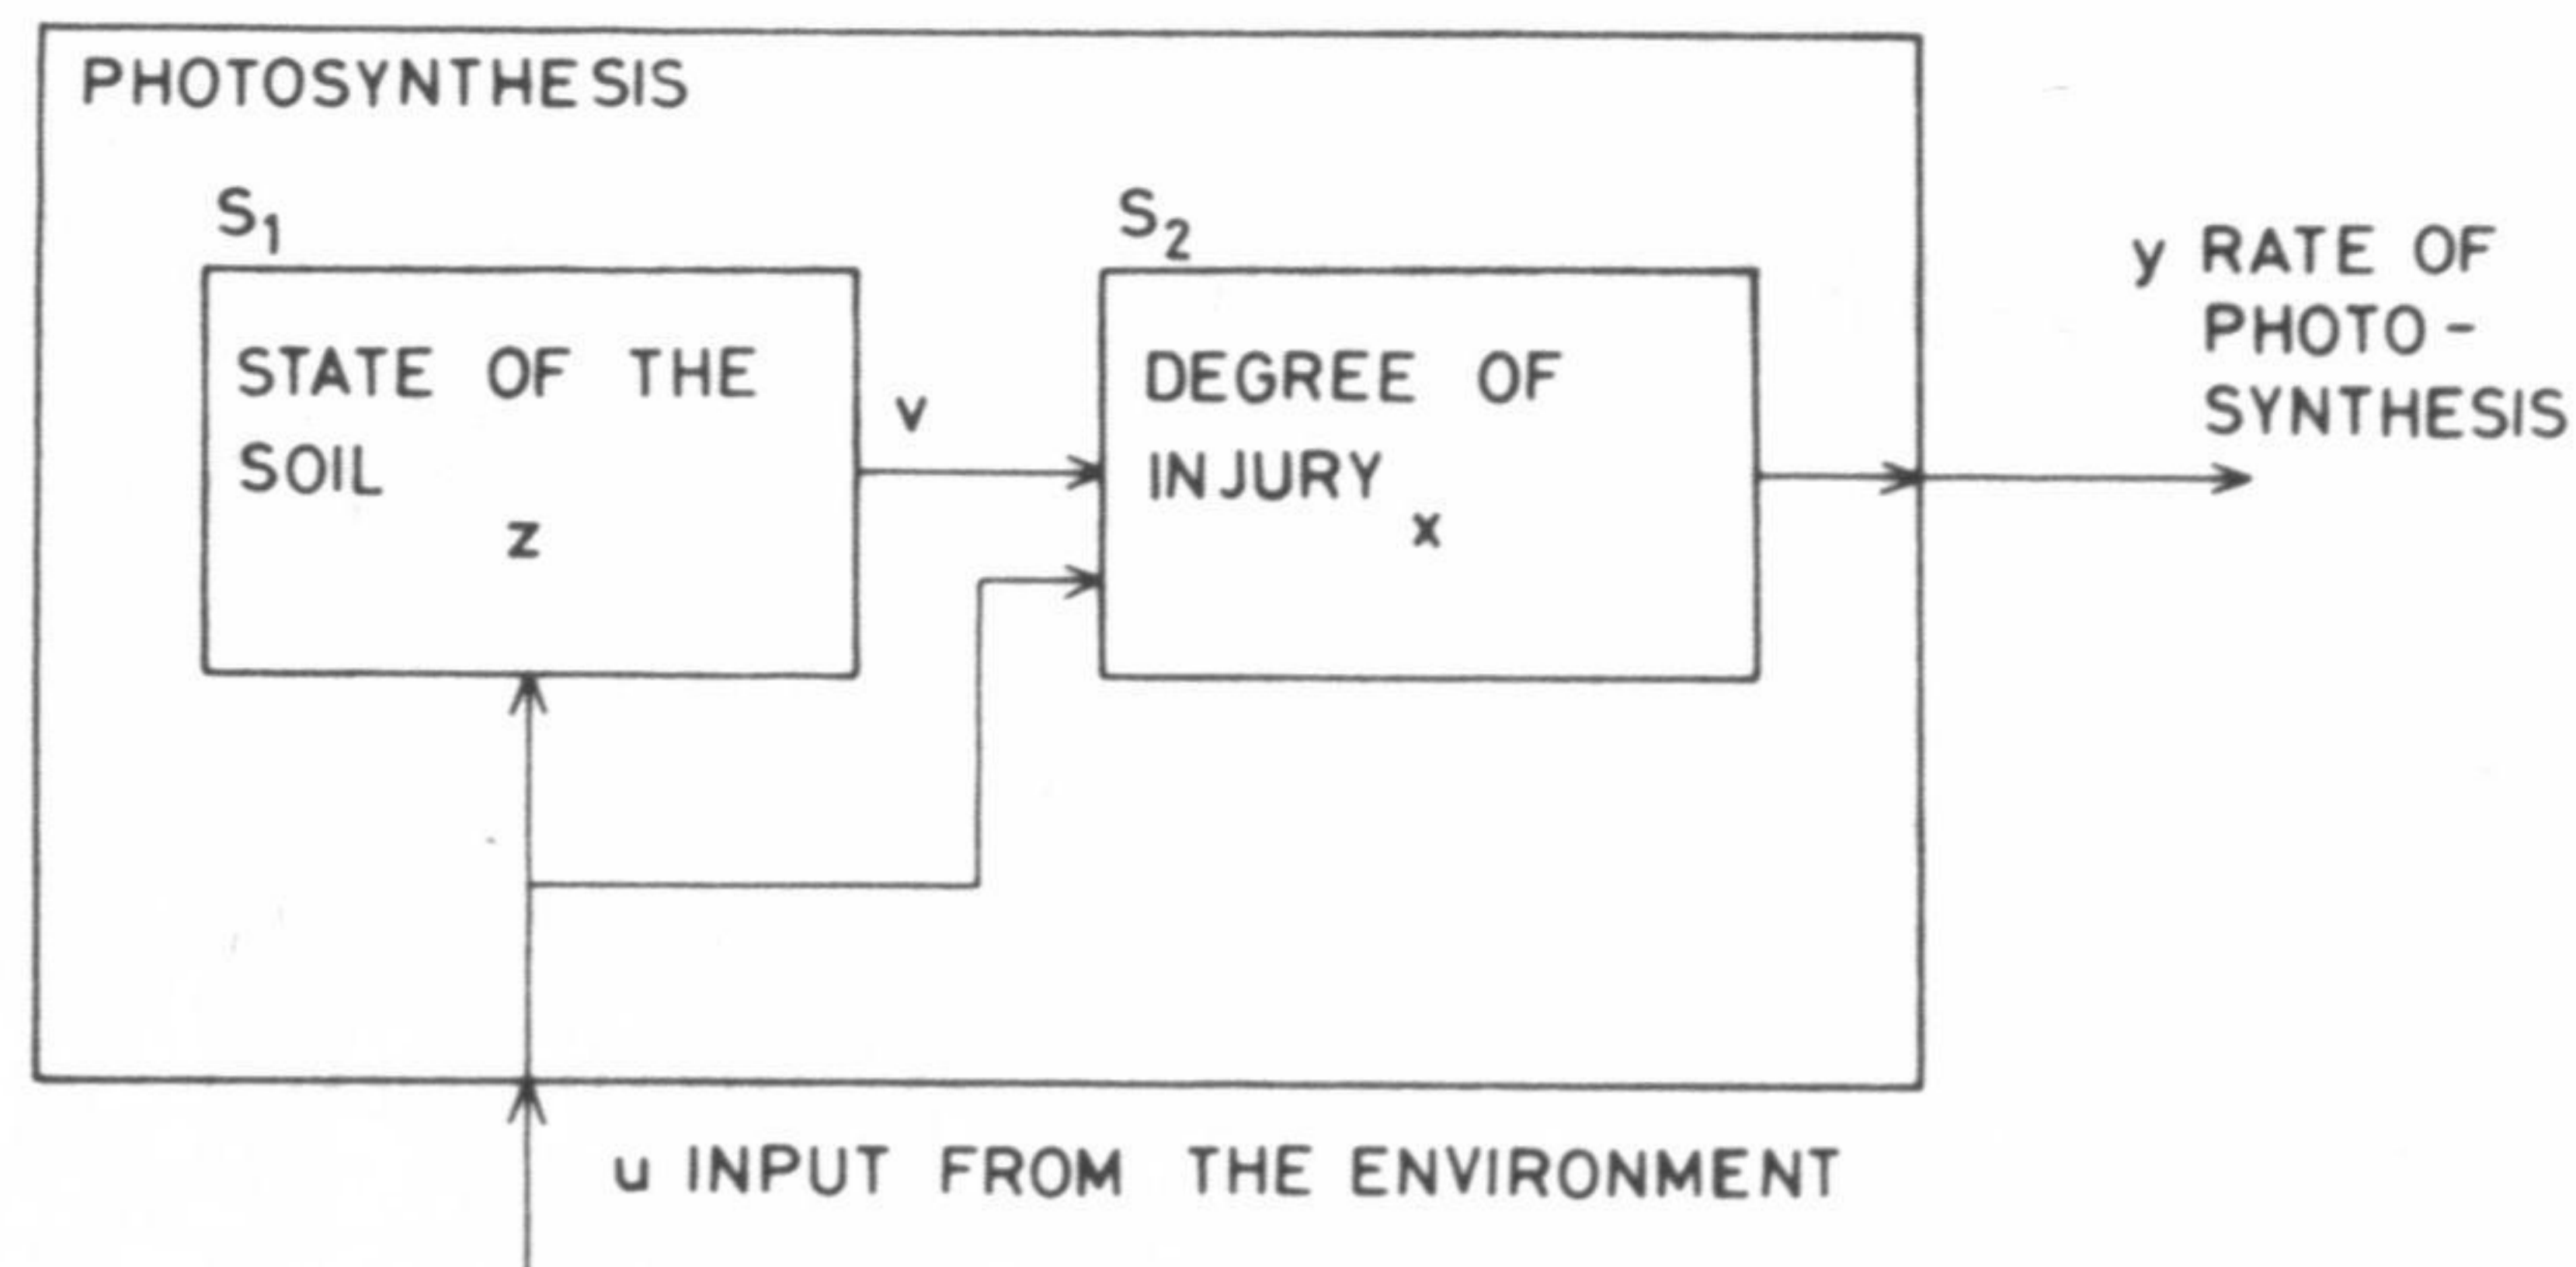 PHOTOSYNTHESIS
S₁
STATE OF THE
SOIL
z
v
S₂
DEGREE OF
INJURY
x
y RATE OF
PHOTO-
SYNTHESIS
u INPUT FROM THE ENVIRONMENT